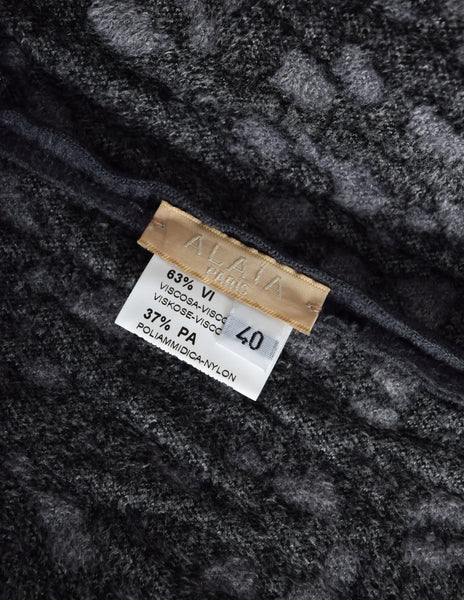 ALAÏA
PARIS
63% VI
VISCOSA-VISCO
VISKOSE-VISCO
37% PA
POLIAMMIDICA-NYLON
40